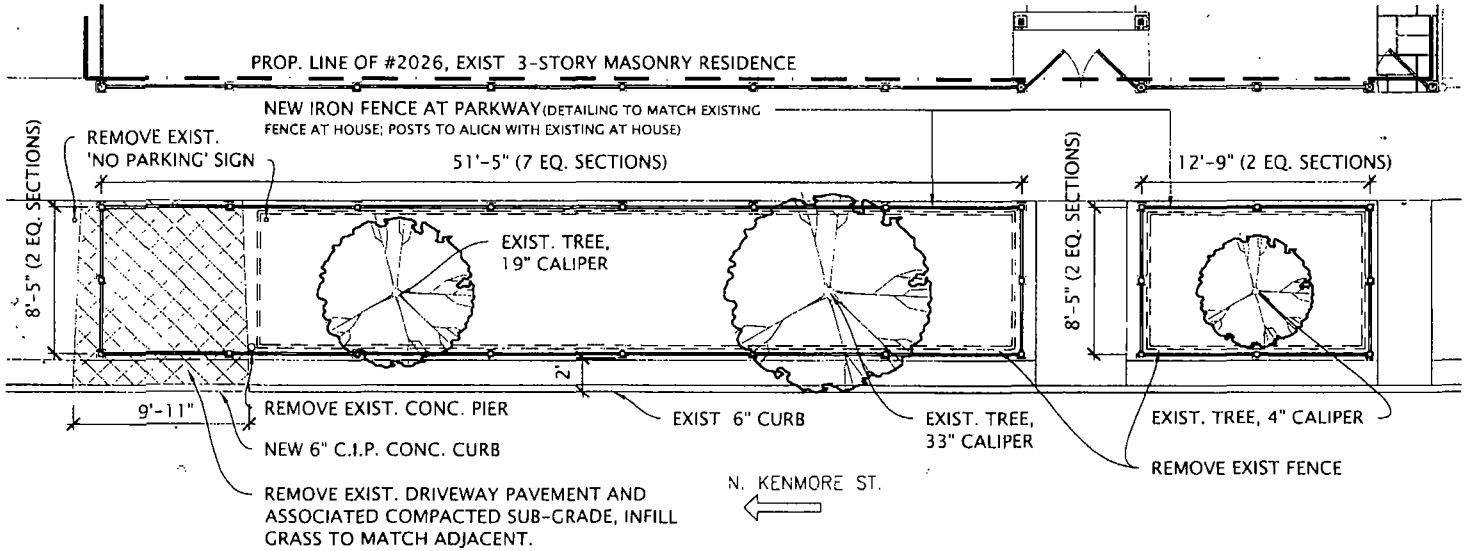 PROP. LINE OF #2026, EXIST 3-STORY MASONRY RESIDENCE
NEW IRON FENCE AT PARKWAY (DETAILING TO MATCH EXISTING
FENCE AT HOUSE; POSTS TO ALIGN WITH EXISTING AT HOUSE)
REMOVE EXIST.
'NO PARKING' SIGN
51'-5" (7 EQ. SECTIONS)
12'-9" (2 EQ. SECTIONS)
8'-5" (2 EQ. SECTIONS)
8'-5" (2 EQ. SECTIONS)
EXIST. TREE,
19" CALIPER
2'
9'-11"
REMOVE EXIST. CONC. PIER
EXIST 6" CURB
EXIST. TREE,
33" CALIPER
EXIST. TREE, 4" CALIPER
NEW 6" C.I.P. CONC. CURB
REMOVE EXIST FENCE
N. KENMORE ST.
REMOVE EXIST. DRIVEWAY PAVEMENT AND
ASSOCIATED COMPACTED SUB-GRADE, INFILL
GRASS TO MATCH ADJACENT.